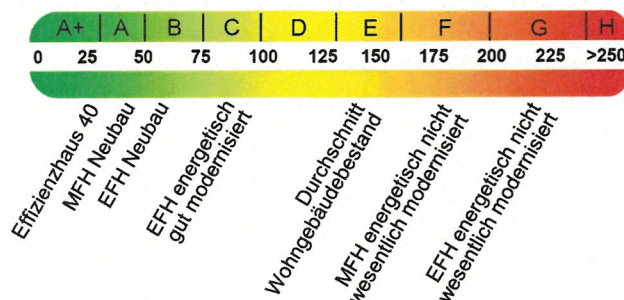 A+ A B C D E F G H
0 25 50 75 100 125 150 175 200 225 >250
Effizienzhaus 40
MFH Neubau
EFH Neubau
EFH energetisch
gut modernisiert
Durchschnitt
Wohngebäudebestand
MFH energetisch nicht
wesentlich modernisiert
EFH energetisch nicht
wesentlich modernisiert